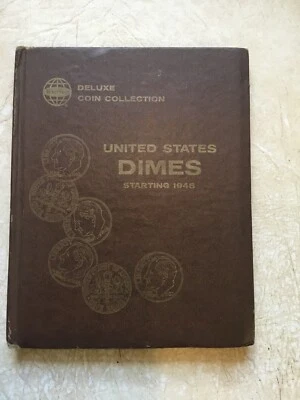 DELUXE
COIN COLLECTION
UNITED STATES
DIMES
STARTING 1946